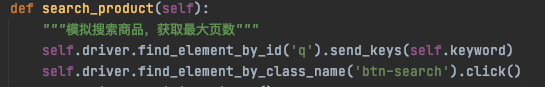 def search_product(self):
"""模拟搜索商品，获取最大页数"""
self.driver.find_element_by_id('q').send_keys(self.keyword)
self.driver.find_element_by_class_name('btn-search').click()